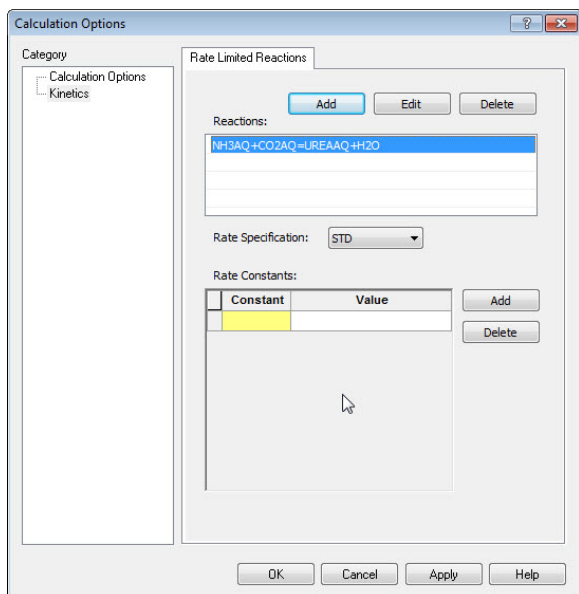 Calculation Options
Category
Calculation Options
Kinetics
Rate Limited Reactions
Add Edit Delete
Reactions:
NH3AQ+CO2AQ=UREAAQ+H2O
Rate Specification: STD
Rate Constants:
Constant Value
Add
Delete
OK Cancel Apply Help